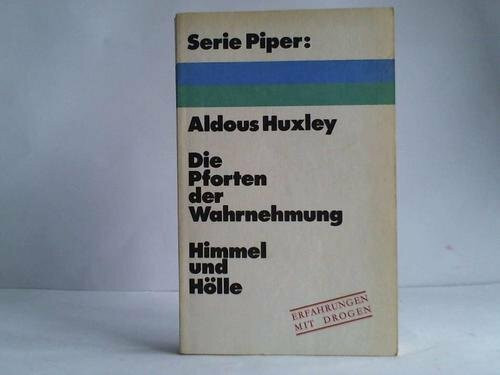 Serie Piper:
Aldous Huxley
Die
Pforten
der
Wahrnehmung
Himmel
und
Hölle
ERFAHRUNGEN
MIT DROGEN